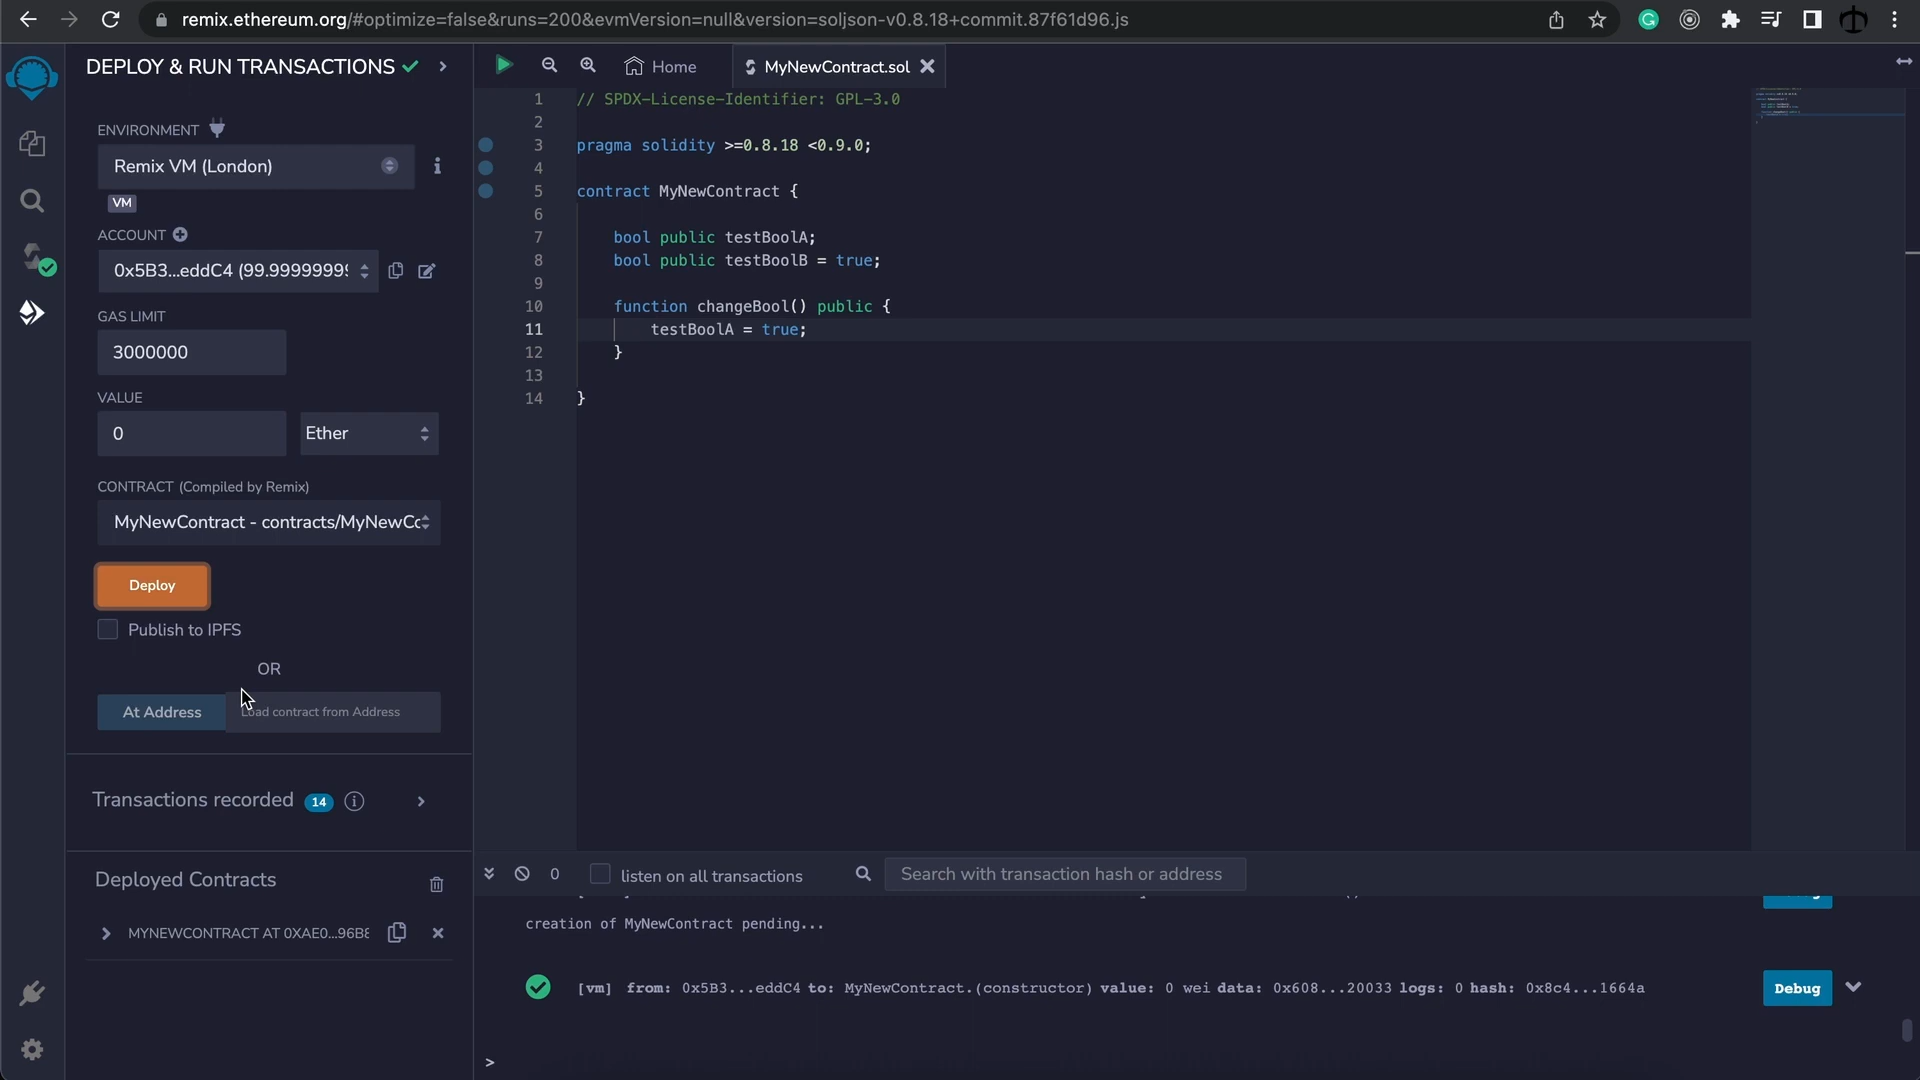 remix.ethereum.org/#optimize=false&runs=200&evmVersion=null&version=soljson-v0.8.18+commit.87f61d96.js
DEPLOY & RUN TRANSACTIONS
ENVIRONMENT
Remix VM (London)
VM
ACCOUNT
0x5B3...eddC4 (99.9999999
GAS LIMIT
3000000
VALUE
0
Ether
CONTRACT (Compiled by Remix)
MyNewContract - contracts/MyNewCo
Deploy
Publish to IPFS
OR
At Address
Load contract from Address
Transactions recorded 14
Deployed Contracts
MYNEWCONTRACT AT 0XAE0...96B8
Home
MyNewContract.sol
1 // SPDX-License-Identifier: GPL-3.0
2
3 pragma solidity >=0.8.18 <0.9.0;
4
5 contract MyNewContract {
6
7 bool public testBoolA;
8 bool public testBoolB = true;
9
10 function changeBool() public {
11 testBoolA = true;
12 }
13
14 }
0
listen on all transactions
Search with transaction hash or address
creation of MyNewContract pending...
[vm] from: 0x5B3...eddC4 to: MyNewContract.(constructor) value: 0 wei data: 0x608...20033 logs: 0 hash: 0x8c4...1664a
Debug
>